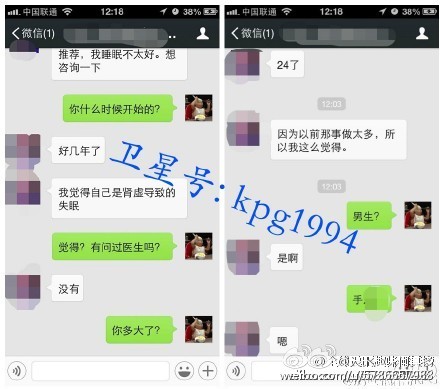 中国联通 12:18 38%
微信(1)
推荐，我睡眠不太好。想
咨询一下
你什么时候开始的？
好几年了
我觉得自己是肾虚导致的
失眠
觉得？有问过医生吗？
没有
你多大了？
中国联通 12:18 38%
微信(1)
24了
12:03
因为以前那事做太多，所
以我这么觉得。
12:03
男生？
是啊
手
嗯
卫星号：kpg1994